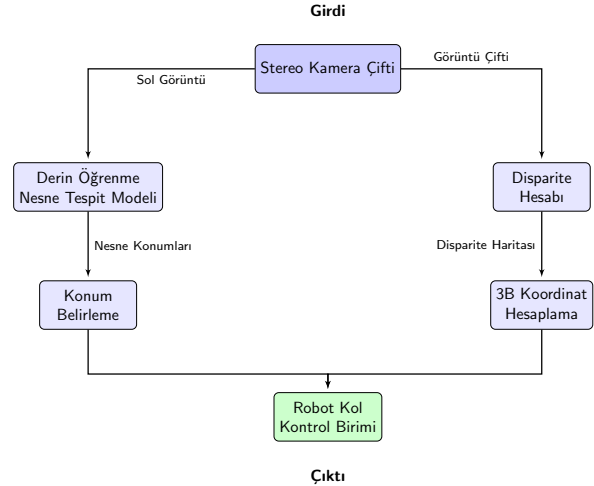 Girdi
Stereo Kamera Çifti
Sol Görüntü
Görüntü Çifti
Derin Öğrenme
Nesne Tespit Modeli
Disparite
Hesabı
Nesne Konumları
Disparite Haritası
Konum
Belirleme
3B Koordinat
Hesaplama
Robot Kol
Kontrol Birimi
Çıktı